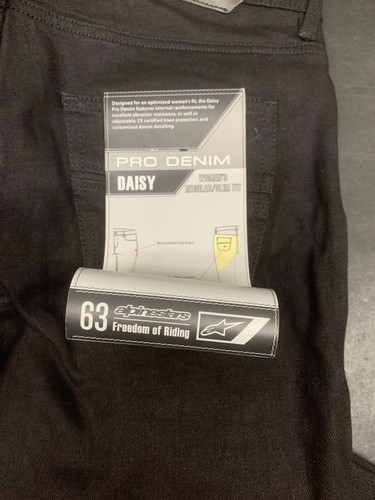 Designed for an optimized women's fit, the Daisy
Pro Denim features internal reinforcements for
excellent abrasion resistance, as well as
adjustable, CE certified knee protectors and
customized denim detailing.
PRO DENIM
DAISY
WOMEN'S
REGULAR/SLIM FIT
63
alpinestars
Freedom of Riding